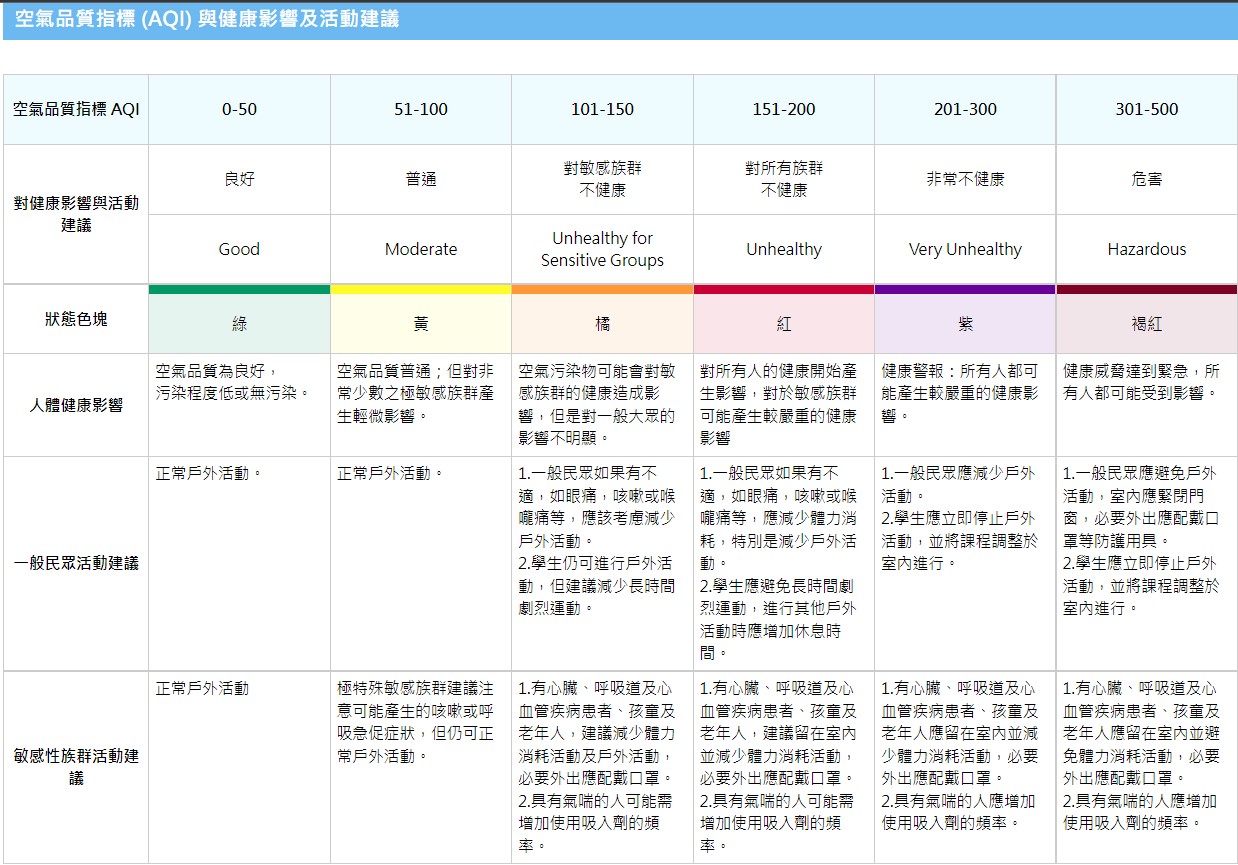 空氣品質指標 (AQI) 與健康影響及活動建議
空氣品質指標 AQI
0-50
51-100
101-150
151-200
201-300
301-500
對健康影響與活動
建議
良好
普通
對敏感族群
不健康
對所有族群
不健康
非常不健康
危害
Good
Moderate
Unhealthy for
Sensitive Groups
Unhealthy
Very Unhealthy
Hazardous
狀態色塊
綠
黃
橘
紅
紫
褐紅
人體健康影響
空氣品質為良好，
污染程度低或無污染。
空氣品質普通；但對非
常少數之極敏感族群產
生輕微影響。
空氣污染物可能會對敏
感族群的健康造成影
響，但是對一般大眾的
影響不明顯。
對所有人的健康開始產
生影響，對於敏感族群
可能產生較嚴重的健康
影響
健康警報：所有人都可
能產生較嚴重的健康影
響。
健康威脅達到緊急，所
有人都可能受到影響。
一般民眾活動建議
正常戶外活動。
正常戶外活動。
1.一般民眾如果有不
適，如眼痛，咳嗽或喉
嚨痛等，應該考慮減少
戶外活動。
2.學生仍可進行戶外活
動，但建議減少長時間
劇烈運動。
1.一般民眾如果有不
適，如眼痛，咳嗽或喉
嚨痛等，應減少體力消
耗，特別是減少戶外活
動。
2.學生應避免長時間劇
烈運動，進行其他戶外
活動時應增加休息時
間。
1.一般民眾應減少戶外
活動。
2.學生應立即停止戶外
活動，並將課程調整於
室內進行。
1.一般民眾應避免戶外
活動，室內應緊閉門
窗，必要外出應配戴口
罩等防護用具。
2.學生應立即停止戶外
活動，並將課程調整於
室內進行。
敏感性族群活動建
議
正常戶外活動
極特殊敏感族群建議注
意可能產生的咳嗽或呼
吸急促症狀，但仍可正
常戶外活動。
1.有心臟、呼吸道及心
血管疾病患者、孩童及
老年人，建議減少體力
消耗活動及戶外活動，
必要外出應配戴口罩。
2.具有氣喘的人可能需
增加使用吸入劑的頻
率。
1.有心臟、呼吸道及心
血管疾病患者、孩童及
老年人，建議留在室內
並減少體力消耗活動，
必要外出應配戴口罩。
2.具有氣喘的人可能需
增加使用吸入劑的頻
率。
1.有心臟、呼吸道及心
血管疾病患者、孩童及
老年人應留在室內並減
少體力消耗活動，必要
外出應配戴口罩。
2.具有氣喘的人應增加
使用吸入劑的頻率。
1.有心臟、呼吸道及心
血管疾病患者、孩童及
老年人應留在室內並避
免體力消耗活動，必要
外出應配戴口罩。
2.具有氣喘的人應增加
使用吸入劑的頻率。